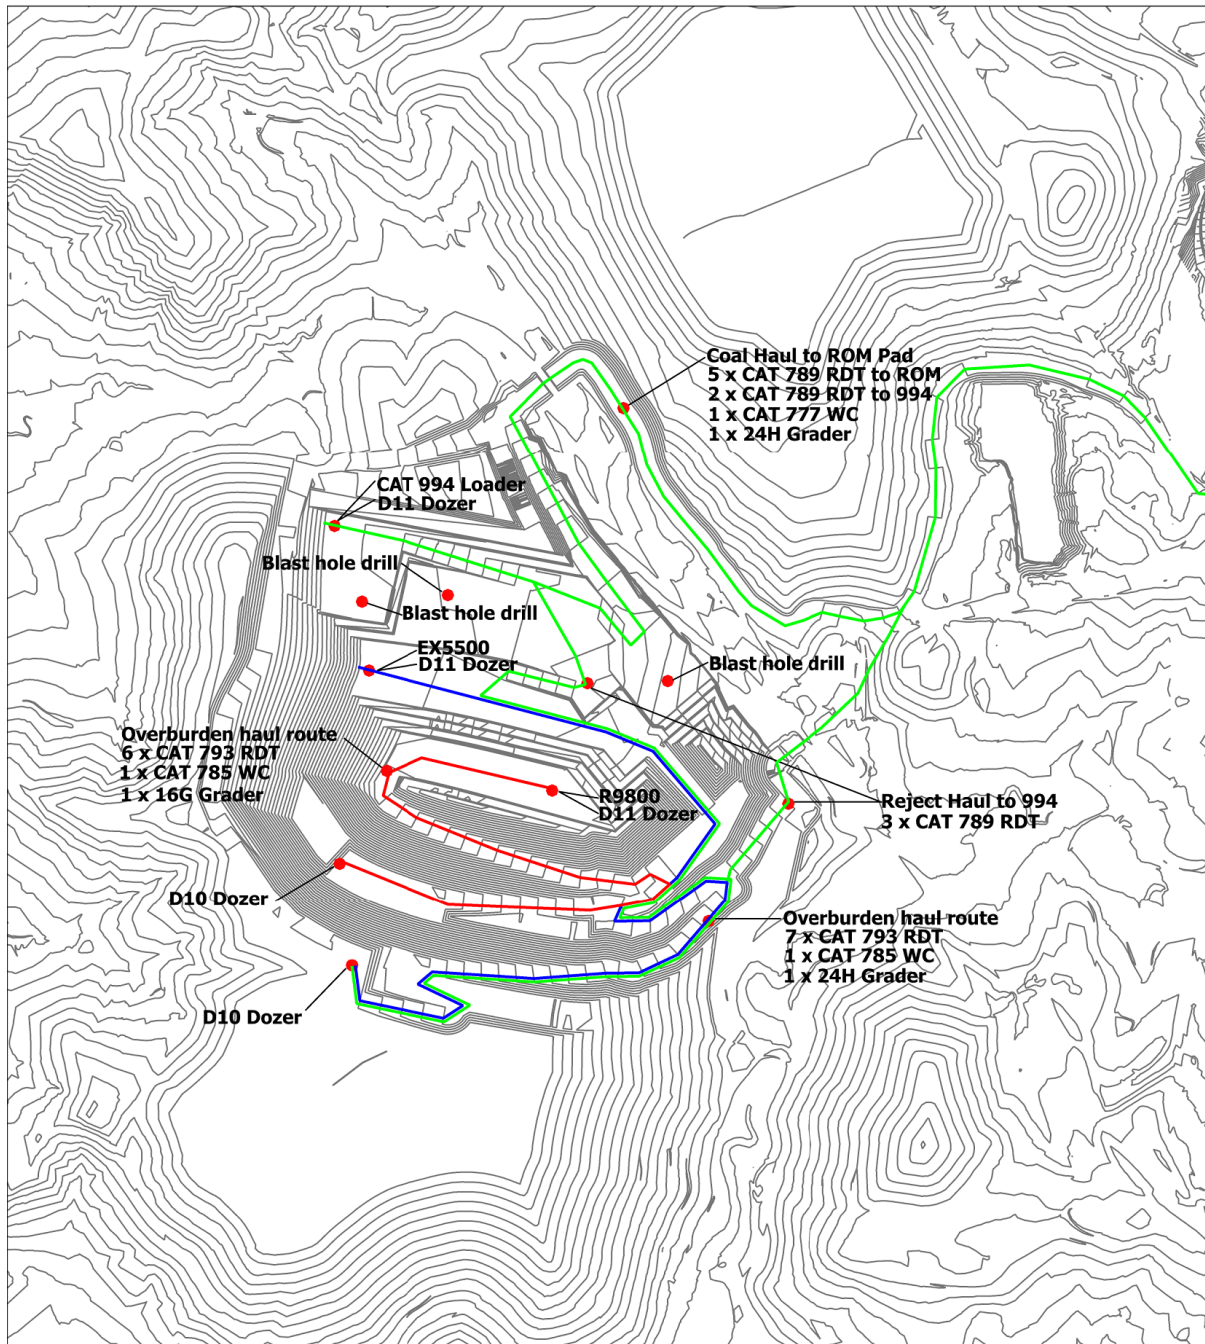 Coal Haul to ROM Pad
5 x CAT 789 RDT to ROM
2 x CAT 789 RDT to 994
1 x CAT 777 WC
1 x 24H Grader
CAT 994 Loader
D11 Dozer
Blast hole drill
Blast hole drill
EX5500
D11 Dozer
Blast hole drill
Overburden haul route
6 x CAT 793 RDT
1 x CAT 785 WC
1 x 16G Grader
R9800
D11 Dozer
Reject Haul to 994
3 x CAT 789 RDT
D10 Dozer
Overburden haul route
7 x CAT 793 RDT
1 x CAT 785 WC
1 x 24H Grader
D10 Dozer